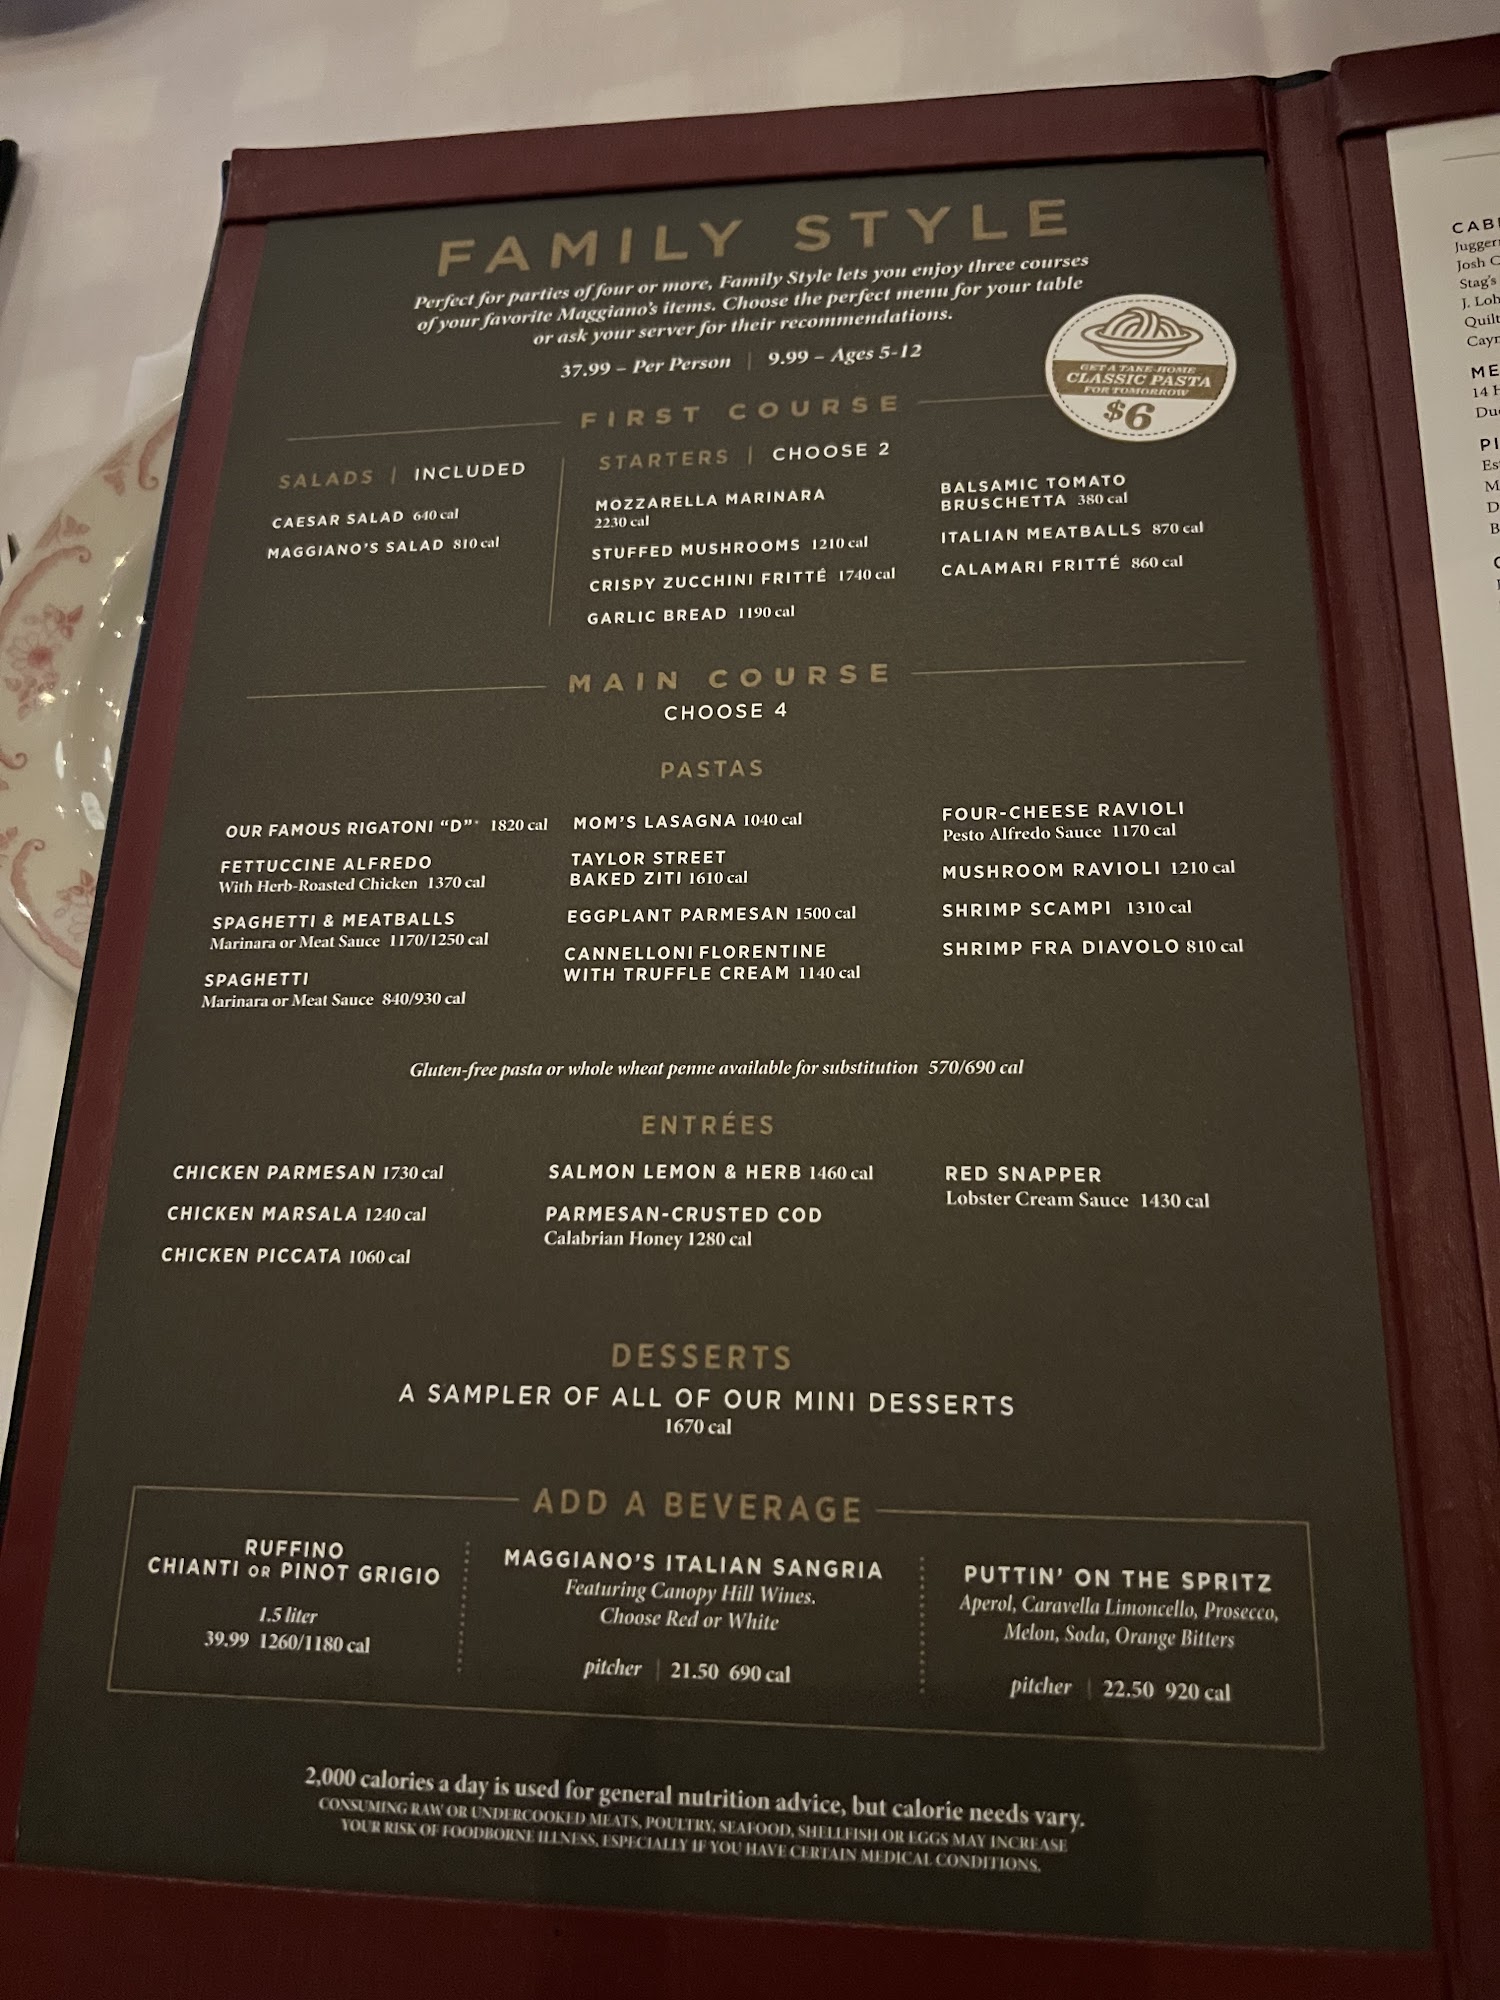 FAMILY STYLE
Perfect for parties of four or more, Family Style lets you enjoy three courses
of your favorite Maggiano's items. Choose the perfect menu for your table
or ask your server for their recommendations.
37.99 – Per Person | 9.99 – Ages 5-12
GET A TAKE-HOME
CLASSIC PASTA
FOR TOMORROW
$6
FIRST COURSE
SALADS | INCLUDED
CAESAR SALAD 640 cal
MAGGIANO'S SALAD 810 cal
STARTERS | CHOOSE 2
MOZZARELLA MARINARA
2230 cal
STUFFED MUSHROOMS 1210 cal
CRISPY ZUCCHINI FRITTÉ 1740 cal
GARLIC BREAD 1190 cal
BALSAMIC TOMATO
BRUSCHETTA 380 cal
ITALIAN MEATBALLS 870 cal
CALAMARI FRITTÉ 860 cal
MAIN COURSE
CHOOSE 4
PASTAS
OUR FAMOUS RIGATONI "D"® 1820 cal
FETTUCCINE ALFREDO
With Herb-Roasted Chicken 1370 cal
SPAGHETTI & MEATBALLS
Marinara or Meat Sauce 1170/1250 cal
SPAGHETTI
Marinara or Meat Sauce 840/930 cal
MOM'S LASAGNA 1040 cal
TAYLOR STREET
BAKED ZITI 1610 cal
EGGPLANT PARMESAN 1500 cal
CANNELLONI FLORENTINE
WITH TRUFFLE CREAM 1140 cal
FOUR-CHEESE RAVIOLI
Pesto Alfredo Sauce 1170 cal
MUSHROOM RAVIOLI 1210 cal
SHRIMP SCAMPI 1310 cal
SHRIMP FRA DIAVOLO 810 cal
Gluten-free pasta or whole wheat penne available for substitution 570/690 cal
ENTRÉES
CHICKEN PARMESAN 1730 cal
CHICKEN MARSALA 1240 cal
CHICKEN PICCATA 1060 cal
SALMON LEMON & HERB 1460 cal
PARMESAN-CRUSTED COD
Calabrian Honey 1280 cal
RED SNAPPER
Lobster Cream Sauce 1430 cal
DESSERTS
A SAMPLER OF ALL OF OUR MINI DESSERTS
1670 cal
ADD A BEVERAGE
RUFFINO
CHIANTI OR PINOT GRIGIO
1.5 liter
39.99 1260/1180 cal
MAGGIANO'S ITALIAN SANGRIA
Featuring Canopy Hill Wines.
Choose Red or White
pitcher | 21.50 690 cal
PUTTIN' ON THE SPRITZ
Aperol, Caravella Limoncello, Prosecco,
Melon, Soda, Orange Bitters
pitcher | 22.50 920 cal
2,000 calories a day is used for general nutrition advice, but calorie needs vary.
CONSUMING RAW OR UNDERCOOKED MEATS, POULTRY, SEAFOOD, SHELLFISH OR EGGS MAY INCREASE
YOUR RISK OF FOODBORNE ILLNESS, ESPECIALLY IF YOU HAVE CERTAIN MEDICAL CONDITIONS.
Josh
Stag's
14